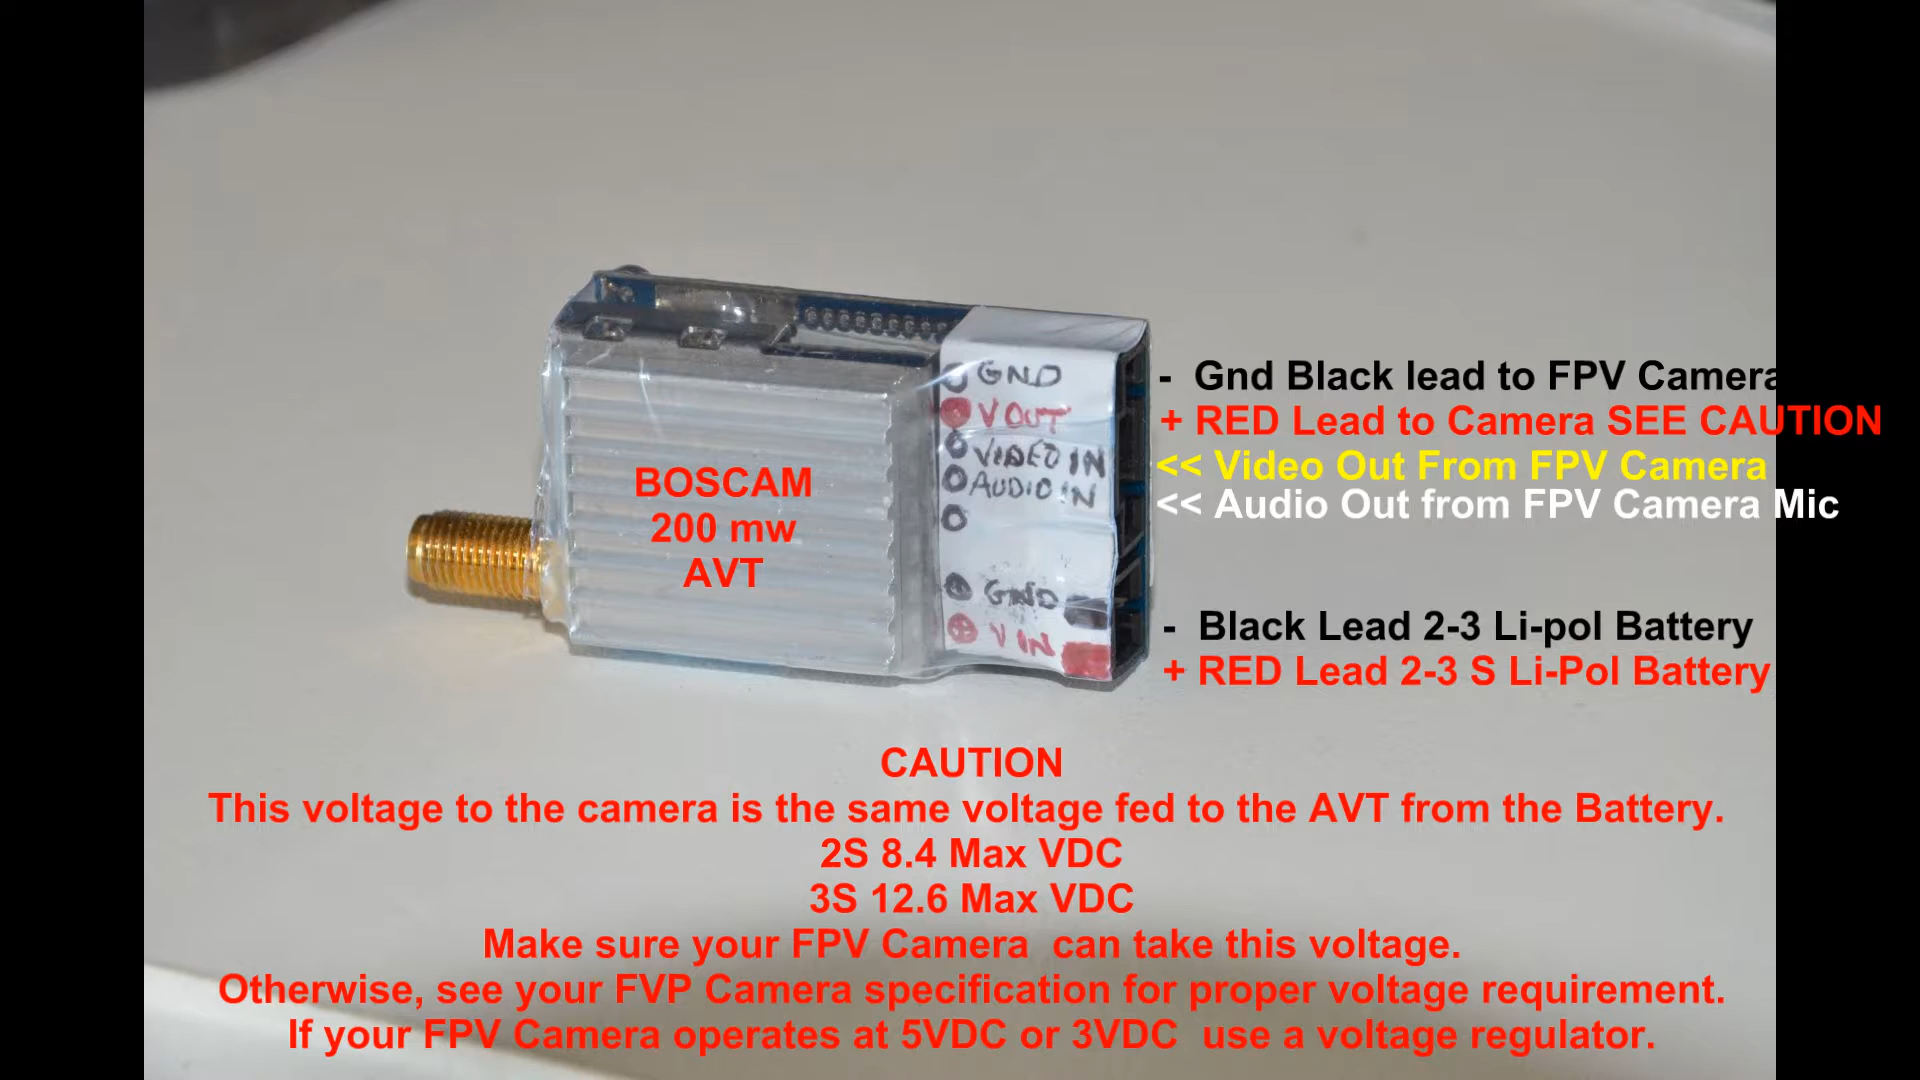 GND
- Gnd Black lead to FPV Camera
V OUT
+ RED Lead to Camera SEE CAUTION
VIDEO IN
<< Video Out From FPV Camera
AUDIO IN
<< Audio Out from FPV Camera Mic
BOSCAM
200 mw
AVT
GND
- Black Lead 2-3 Li-pol Battery
V IN
+ RED Lead 2-3 S Li-Pol Battery
CAUTION
This voltage to the camera is the same voltage fed to the AVT from the Battery.
2S 8.4 Max VDC
3S 12.6 Max VDC
Make sure your FPV Camera  can take this voltage.
Otherwise, see your FVP Camera specification for proper voltage requirement.
If your FPV Camera operates at 5VDC or 3VDC  use a voltage regulator.